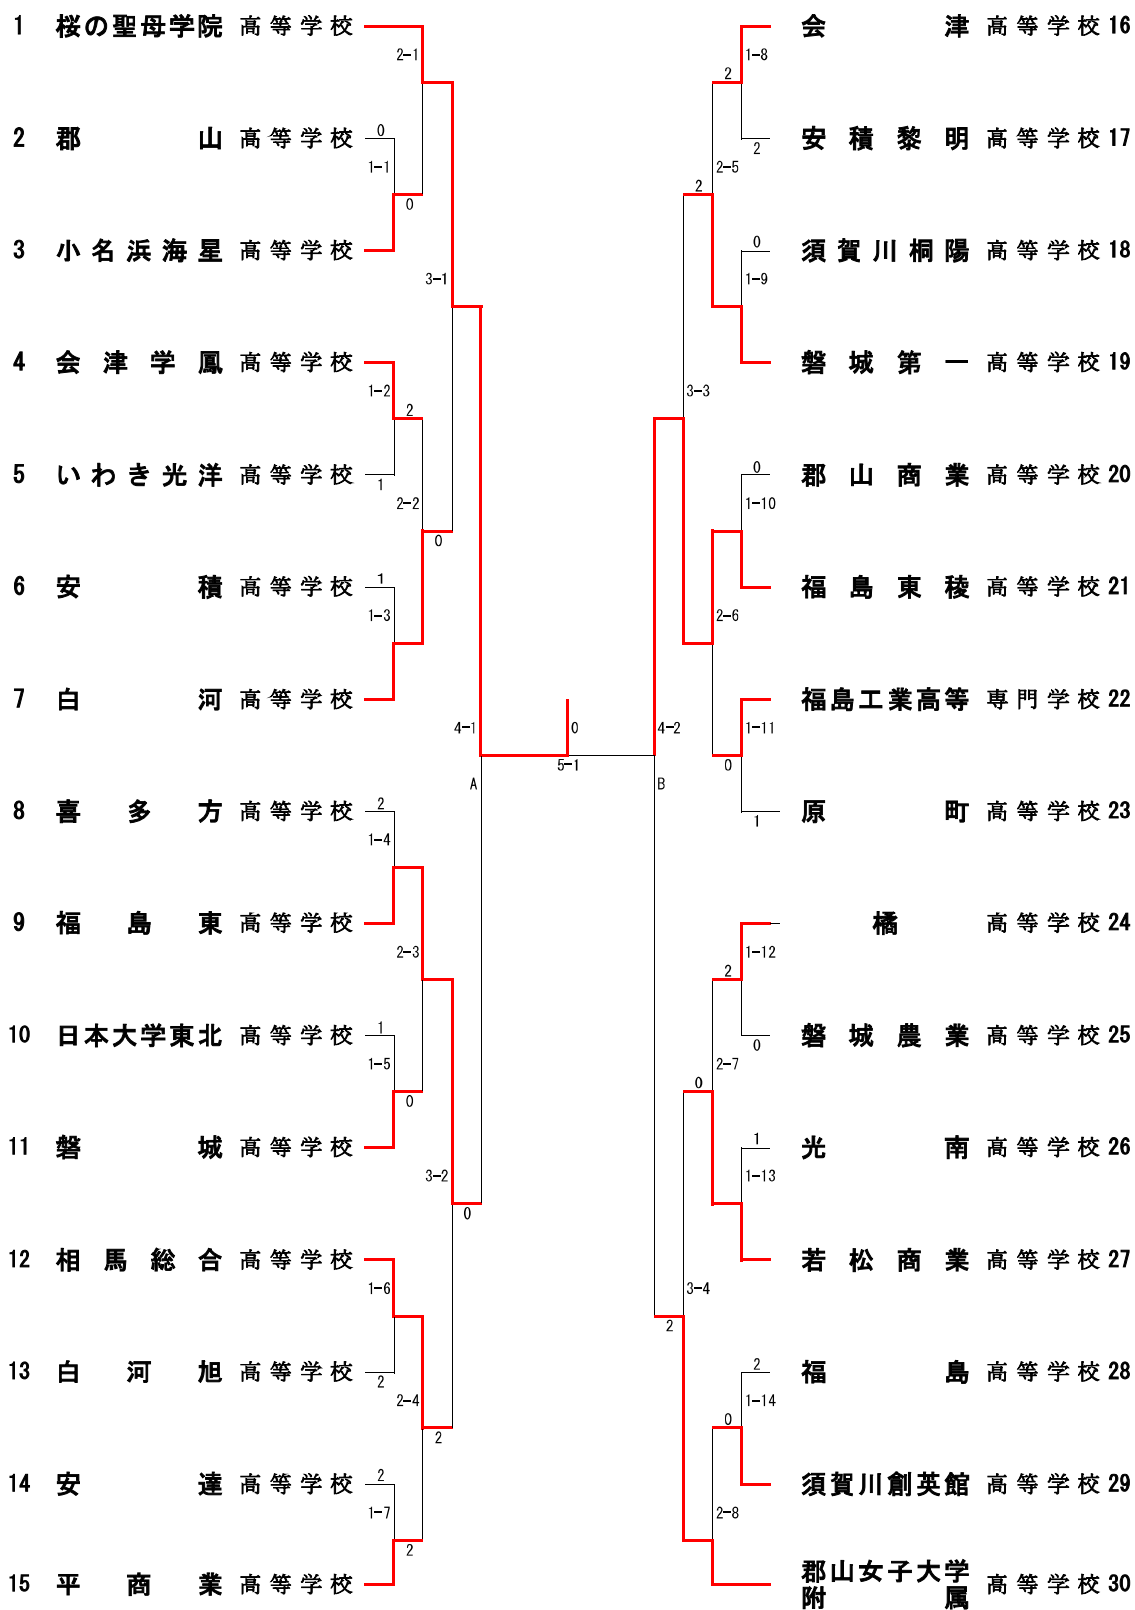 1 桜の聖母学院 高等学校
2-1
2 郡山 高等学校 0
1-1
0
3 小名浜海星 高等学校
3-1
4 会津学鳳 高等学校
1-2
2
5 いわき光洋 高等学校 1
2-2
0
6 安積 高等学校 1
1-3
7 白河 高等学校
4-1
A
8 喜多方 高等学校 2
1-4
9 福島東 高等学校
2-3
10 日本大学東北 高等学校 1
1-5
0
11 磐城 高等学校
3-2
0
12 相馬総合 高等学校
1-6
13 白河旭 高等学校 2
2-4
2
14 安達 高等学校 2
1-7
2
15 平商業 高等学校
0
5-1
会津 高等学校 16
1-8
2
2 安積黎明 高等学校 17
2-5
2
0 須賀川桐陽 高等学校 18
1-9
磐城第一 高等学校 19
3-3
0 郡山商業 高等学校 20
1-10
福島東稜 高等学校 21
2-6
福島工業高等 専門学校 22
1-11
4-2
0
B
1 原町 高等学校 23
橘 高等学校 24
1-12
2
0 磐城農業 高等学校 25
2-7
0
1 光南 高等学校 26
1-13
若松商業 高等学校 27
3-4
2
2 福島 高等学校 28
1-14
0
須賀川創英館 高等学校 29
2-8
郡山女子大学
附属 高等学校 30